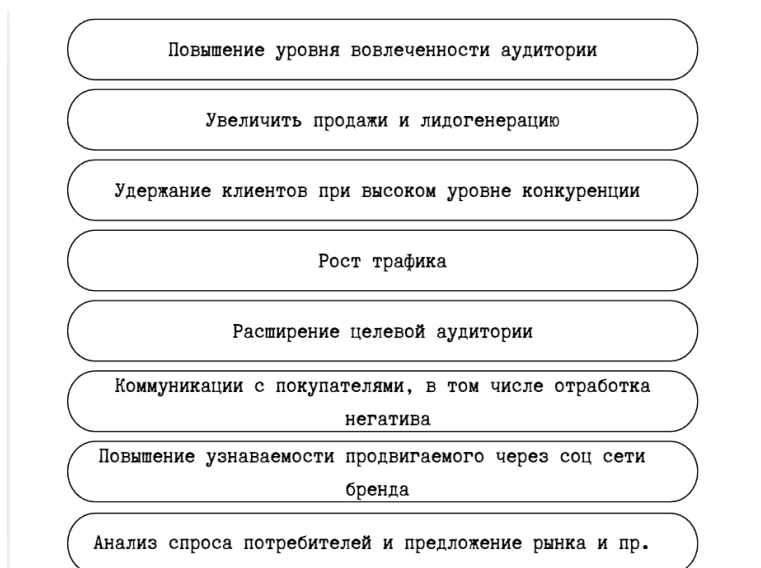 Повышение уровня вовлеченности аудитории
Увеличить продажи и лидогенерацию
Удержание клиентов при высоком уровне конкуренции
Рост трафика
Расширение целевой аудитории
Коммуникации с покупателями, в том числе отработка
негатива
Повышение узнаваемости продвигаемого через соц сети
бренда
Анализ спроса потребителей и предложение рынка и пр.